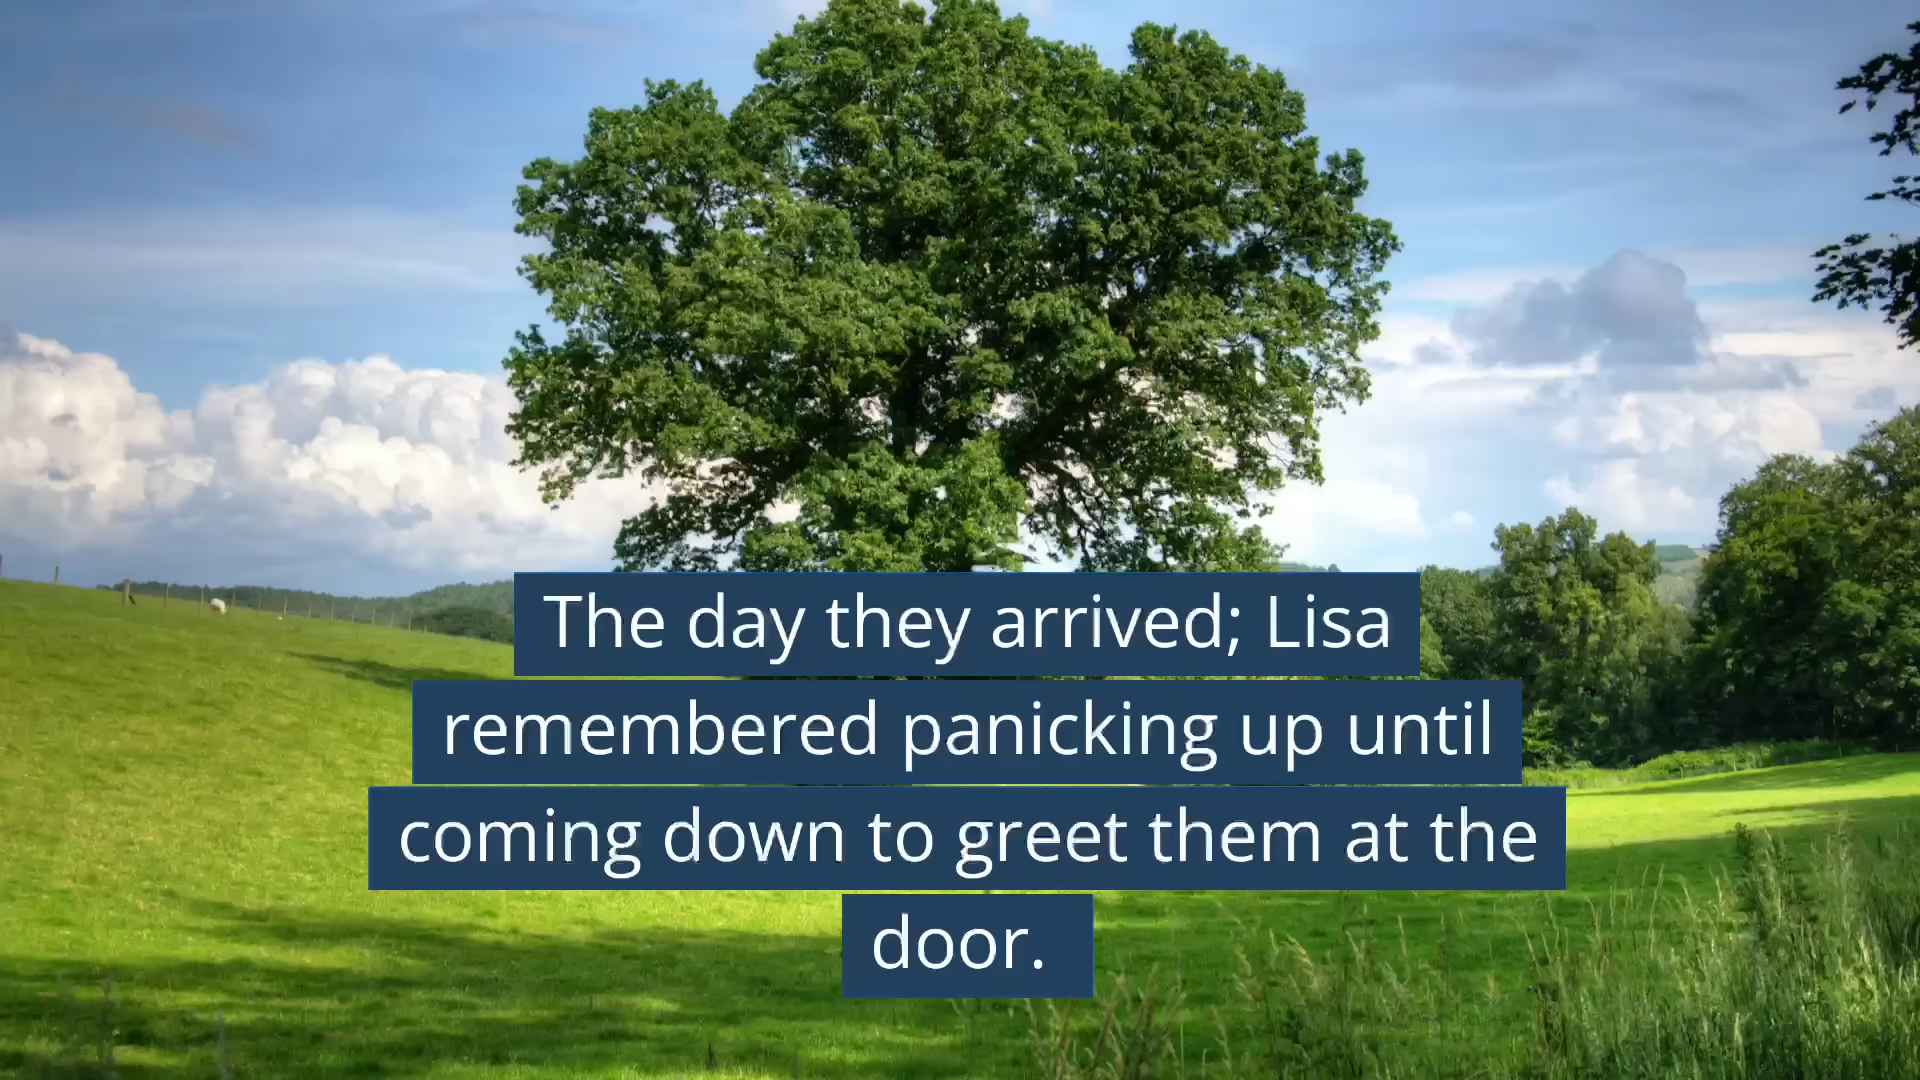 The day they arrived; Lisa
remembered panicking up until
coming down to greet them at the
door.